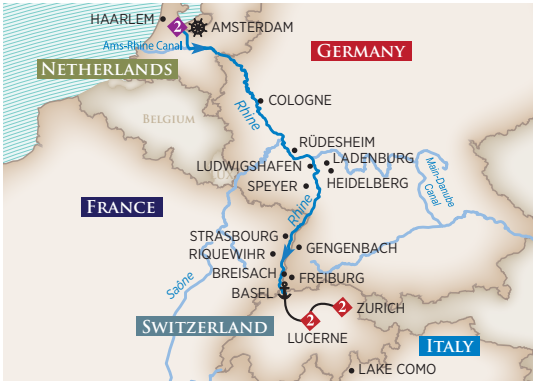 HAARLEM
2
AMSTERDAM
Ams-Rhine Canal
GERMANY
NETHERLANDS
COLOGNE
Rhine
BELGIUM
RÜDESHEIM
LADENBURG
LUDWIGSHAFEN
HEIDELBERG
SPEYER
Main-Danube
Canal
LUX
FRANCE
Rhine
STRASBOURG
GENGENBACH
RIQUEWIHR
BREISACH
FREIBURG
Saône
BASEL
2
ZURICH
2
SWITZERLAND
LUCERNE
ITALY
LAKE COMO